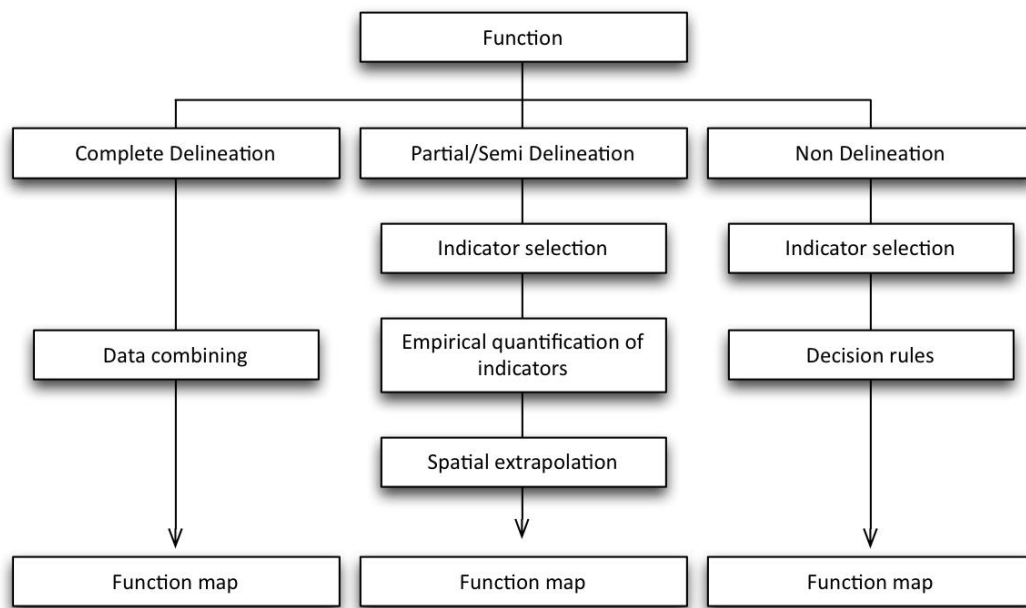 Function
Complete Delineation
Partial/Semi Delineation
Non Delineation
Indicator selection
Indicator selection
Data combining
Empirical quantification of
indicators
Decision rules
Spatial extrapolation
Function map
Function map
Function map